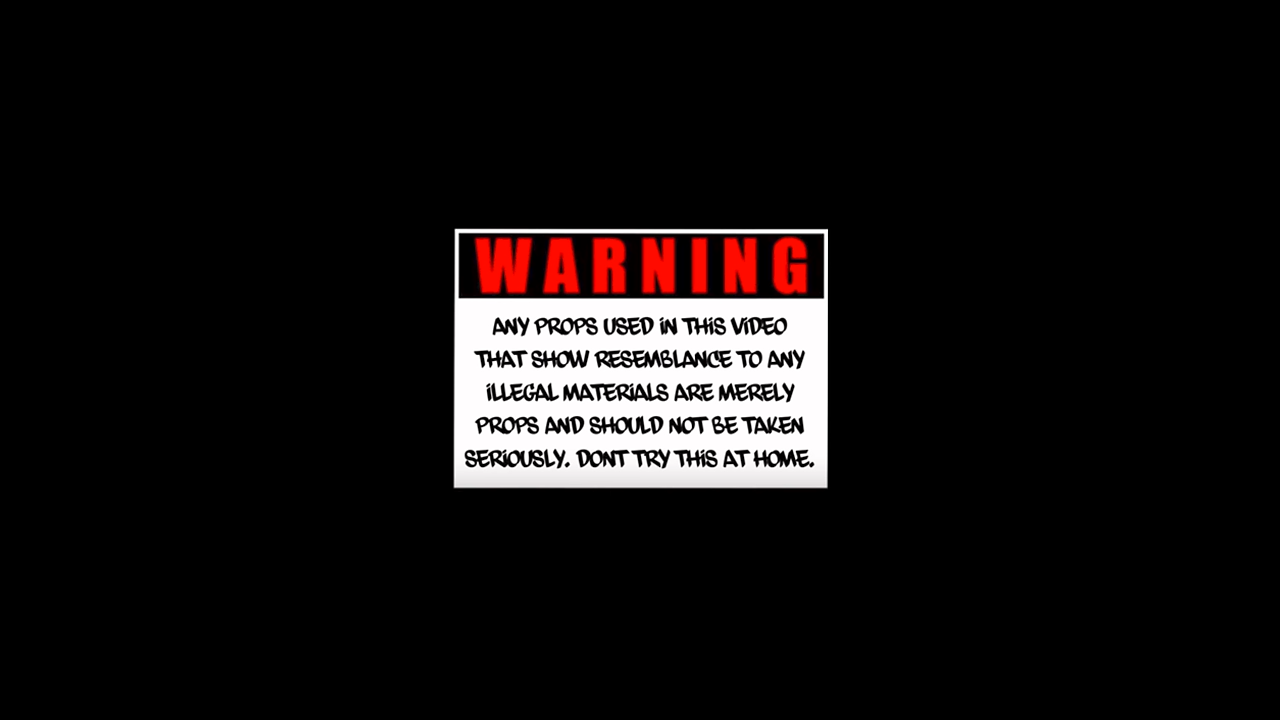 WARNING
ANY PROPS USED iN THiS ViDEO
THAT SHOW RESEMBLANCE TO ANY
iLLEGAL MATERiALS ARE MERELY
PROPS AND SHOULD NOT BE TAKEN
SERiOUSLY. DONT TRY THiS AT HOME.